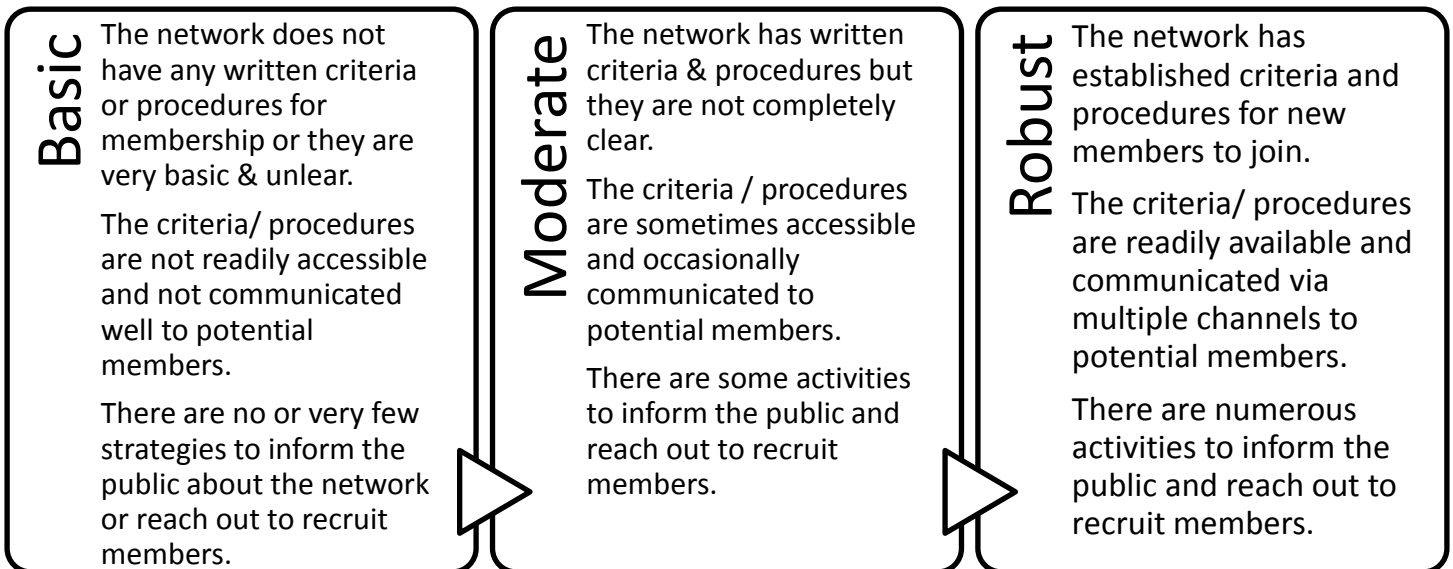 Basic
The network does not
have any written criteria
or procedures for
membership or they are
very basic & unlear.
The criteria/ procedures
are not readily accessible
and not communicated
well to potential
members.
There are no or very few
strategies to inform the
public about the network
or reach out to recruit
members.
Moderate
The network has written
criteria & procedures but
they are not completely
clear.
The criteria / procedures
are sometimes accessible
and occasionally
communicated to
potential members.
There are some activities
to inform the public and
reach out to recruit
members.
Robust
The network has
established criteria and
procedures for new
members to join.
The criteria/ procedures
are readily available and
communicated via
multiple channels to
potential members.
There are numerous
activities to inform the
public and reach out to
recruit members.